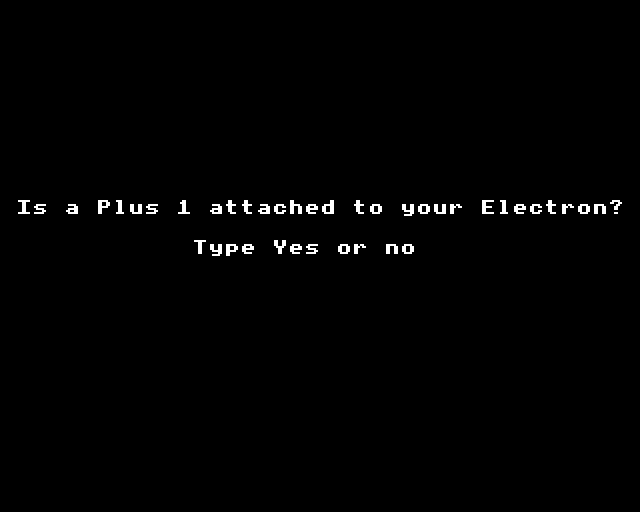 Is a Plus 1 attached to your Electron?
Type Yes or no